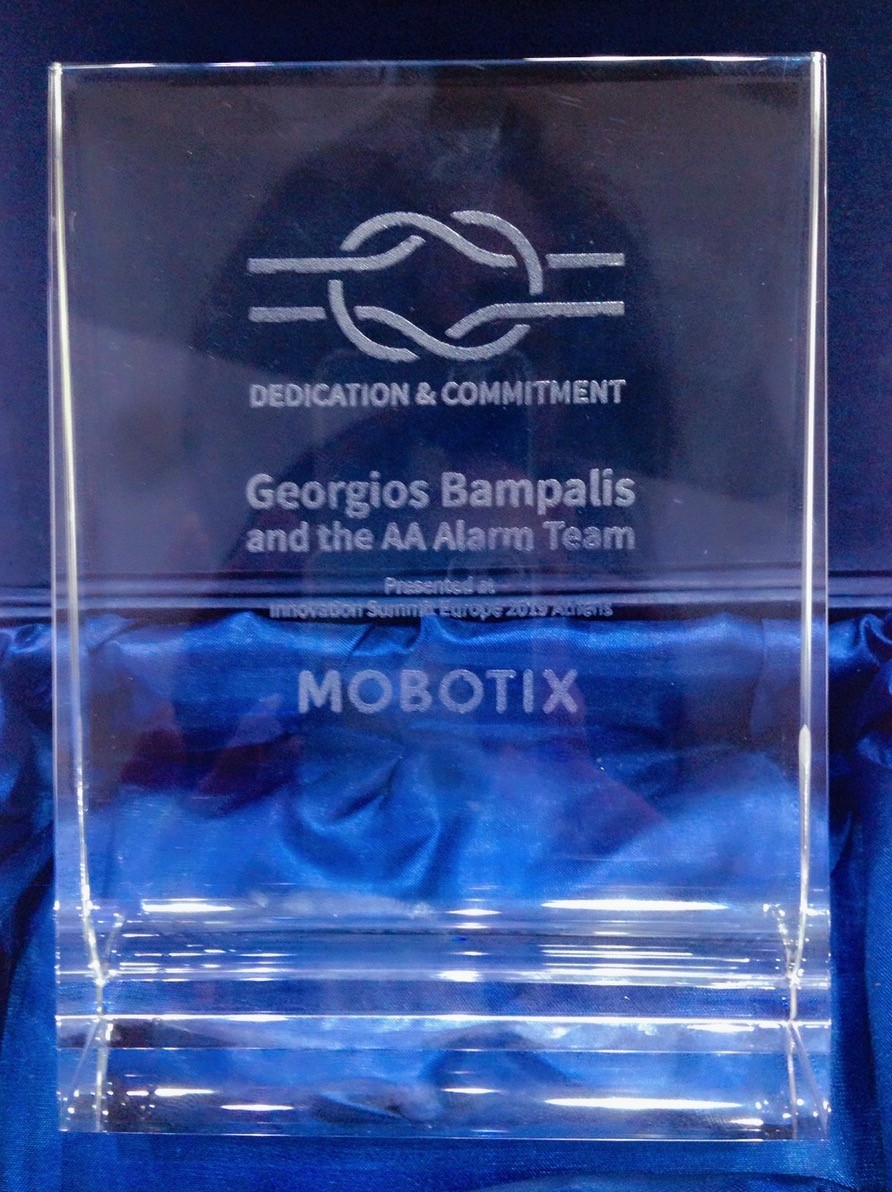 DEDICATION & COMMITMENT
Georgios Bampalis
and the AA Alarm Team
Presented at
Innovation Summit Europe 2019 Athens
MOBOTIX